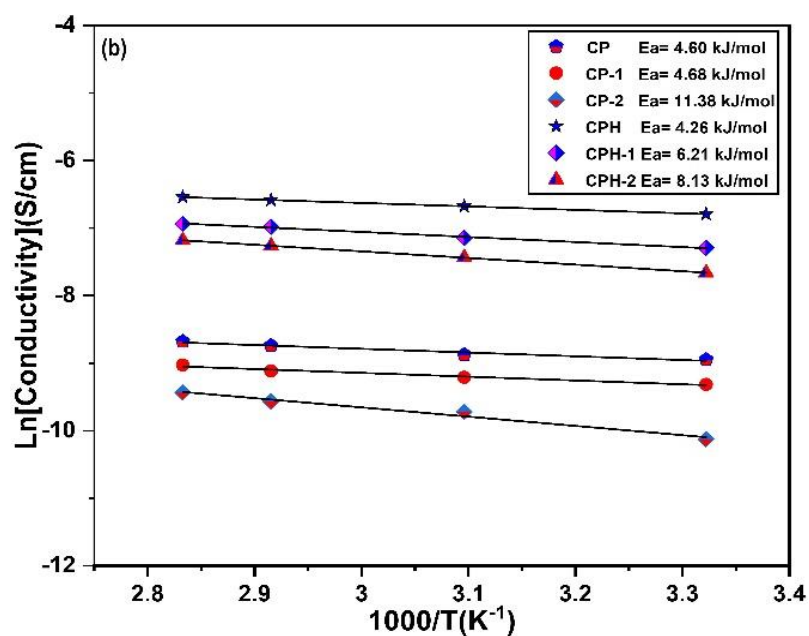 (b)
CP Ea= 4.60 kJ/mol
CP-1 Ea= 4.68 kJ/mol
CP-2 Ea= 11.38 kJ/mol
CPH Ea= 4.26 kJ/mol
CPH-1 Ea= 6.21 kJ/mol
CPH-2 Ea= 8.13 kJ/mol
Ln[Conductivity](S/cm)
-4
-6
-8
-10
-12
2.8 2.9 3 3.1 3.2 3.3 3.4
1000/T(K⁻¹)